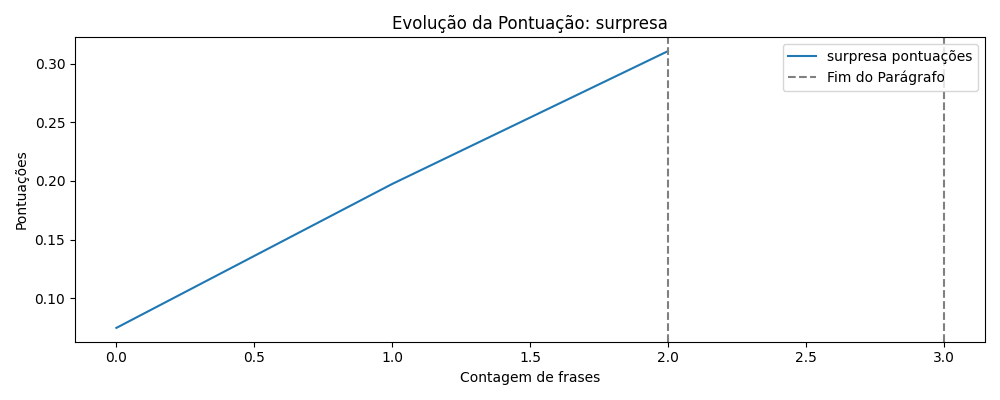 Evolução da Pontuação: surpresa
surpresa pontuações
Fim do Parágrafo
Pontuações
0.30
0.25
0.20
0.15
0.10
0.0 0.5 1.0 1.5 2.0 2.5 3.0
Contagem de frases